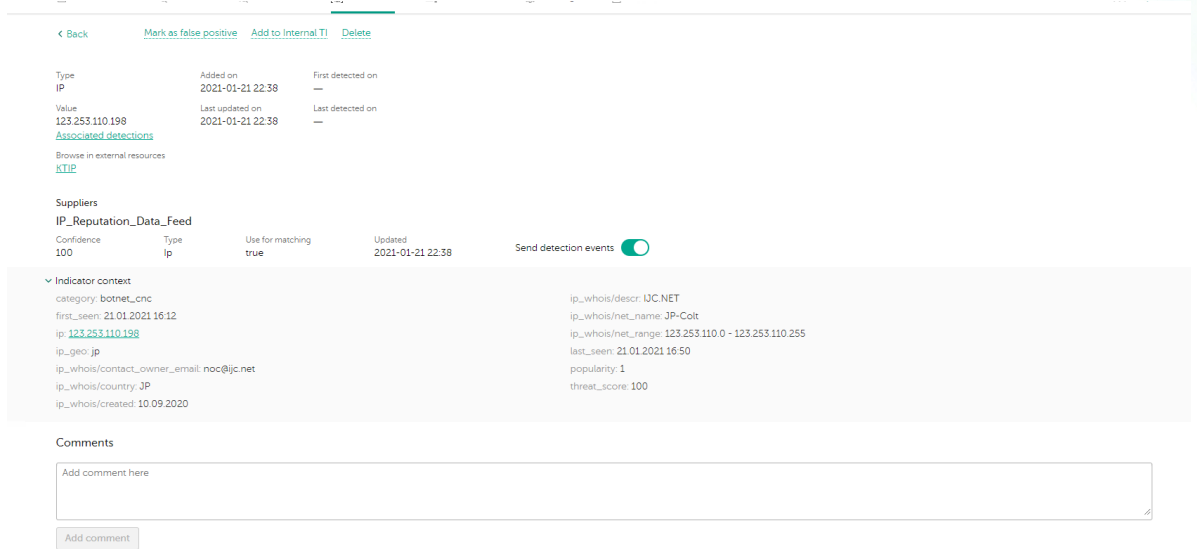 Back Mark as false positive Add to Internal TI Delete
Type Added on First detected on
IP 2021-01-21 22:38 —
Value Last updated on Last detected on
123.253.110.198 2021-01-21 22:38 —
Associated detections
Browse in external resources
KTIP
Suppliers
IP_Reputation_Data_Feed
Confidence Type Use for matching Updated
100 Ip true 2021-01-21 22:38 Send detection events
Indicator context
category: botnet_cnc ip_whois/descr: IJC.NET
first_seen: 21.01.2021 16:12 ip_whois/net_name: JP-Colt
ip: 123.253.110.198 ip_whois/net_range: 123.253.110.0 - 123.253.110.255
ip_geo: jp last_seen: 21.01.2021 16:50
ip_whois/contact_owner_email: noc@ijc.net popularity: 1
ip_whois/country: JP threat_score: 100
ip_whois/created: 10.09.2020
Comments
Add comment here
Add comment